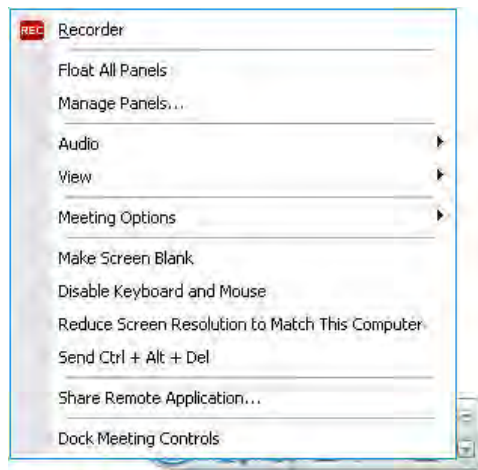 REC Recorder
Float All Panels
Manage Panels...
Audio
View
Meeting Options
Make Screen Blank
Disable Keyboard and Mouse
Reduce Screen Resolution to Match This Computer
Send Ctrl + Alt + Del
Share Remote Application...
Dock Meeting Controls